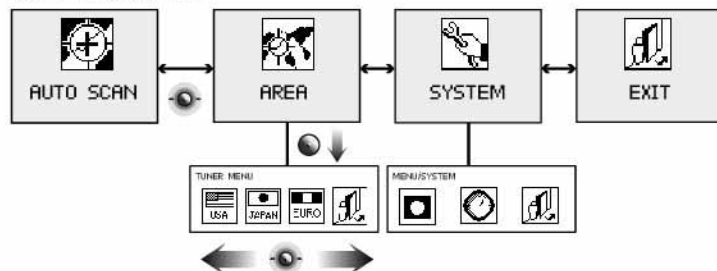 AUTO SCAN
AREA
SYSTEM
EXIT
TUNER MENU
USA
JAPAN
EURO
MENU/SYSTEM